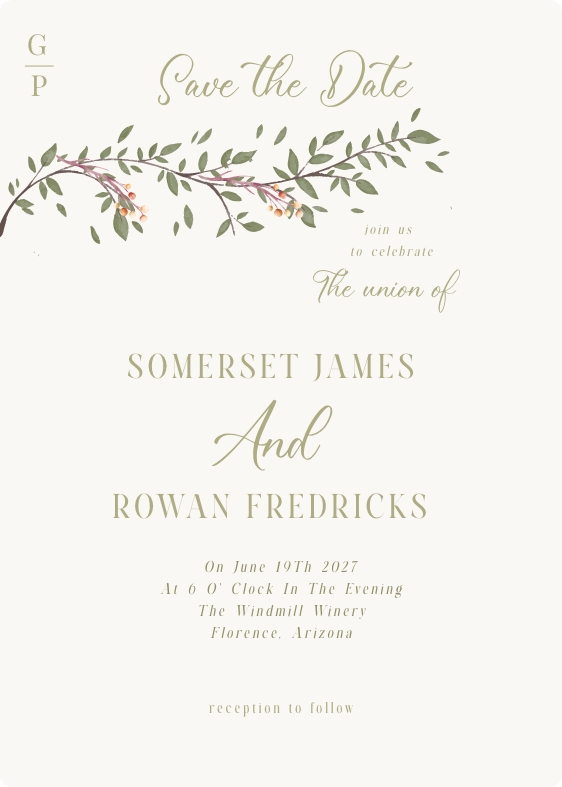 G
P
Save the Date
join us
to celebrate
The union of
SOMERSET JAMES
And
ROWAN FREDRICKS
On June 19Th 2027
At 6 O' Clock In The Evening
The Windmill Winery
Florence, Arizona
reception to follow